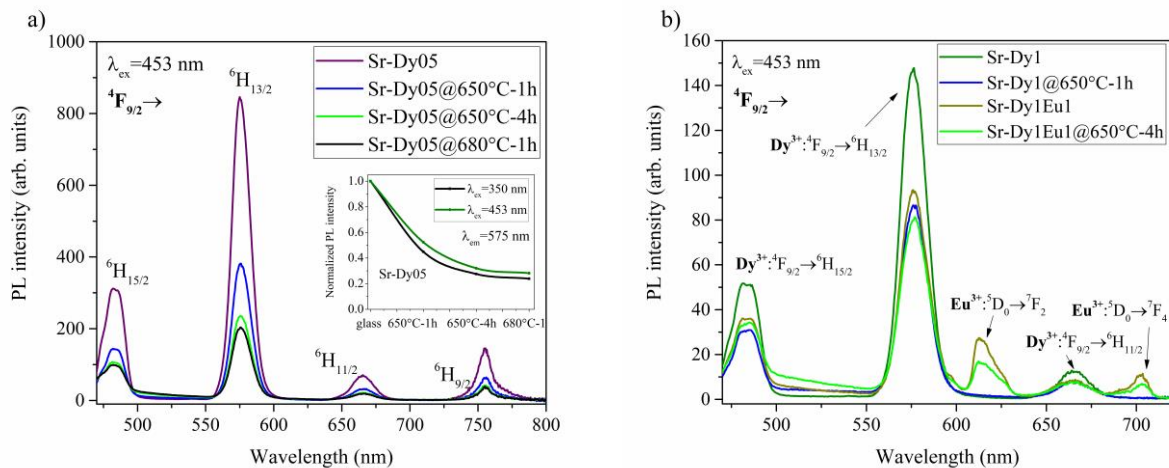 a)
λex=453 nm
⁴F9/2→
⁶H13/2
⁶H15/2
⁶H11/2
⁶H9/2
Sr-Dy05
Sr-Dy05@650°C-1h
Sr-Dy05@650°C-4h
Sr-Dy05@680°C-1h
PL intensity (arb. units)
1000
800
600
400
200
0
500
550
600
650
700
750
800
Wavelength (nm)
Normalized PL intensity
1.0
0.8
0.6
0.4
0.2
0.0
λex=350 nm
λex=453 nm
λem=575 nm
Sr-Dy05
glass
650°C-1h
650°C-4h
680°C-1
b)
λex=453 nm
⁴F9/2→
Sr-Dy1
Sr-Dy1@650°C-1h
Sr-Dy1Eu1
Sr-Dy1Eu1@650°C-4h
Dy³⁺:⁴F9/2→⁶H13/2
Dy³⁺:⁴F9/2→⁶H15/2
Eu³⁺:⁵D0→⁷F2
Eu³⁺:⁵D0→⁷F4
Dy³⁺:⁴F9/2→⁶H11/2
PL intensity (arb. units)
160
140
120
100
80
60
40
20
0
500
550
600
650
700
Wavelength (nm)